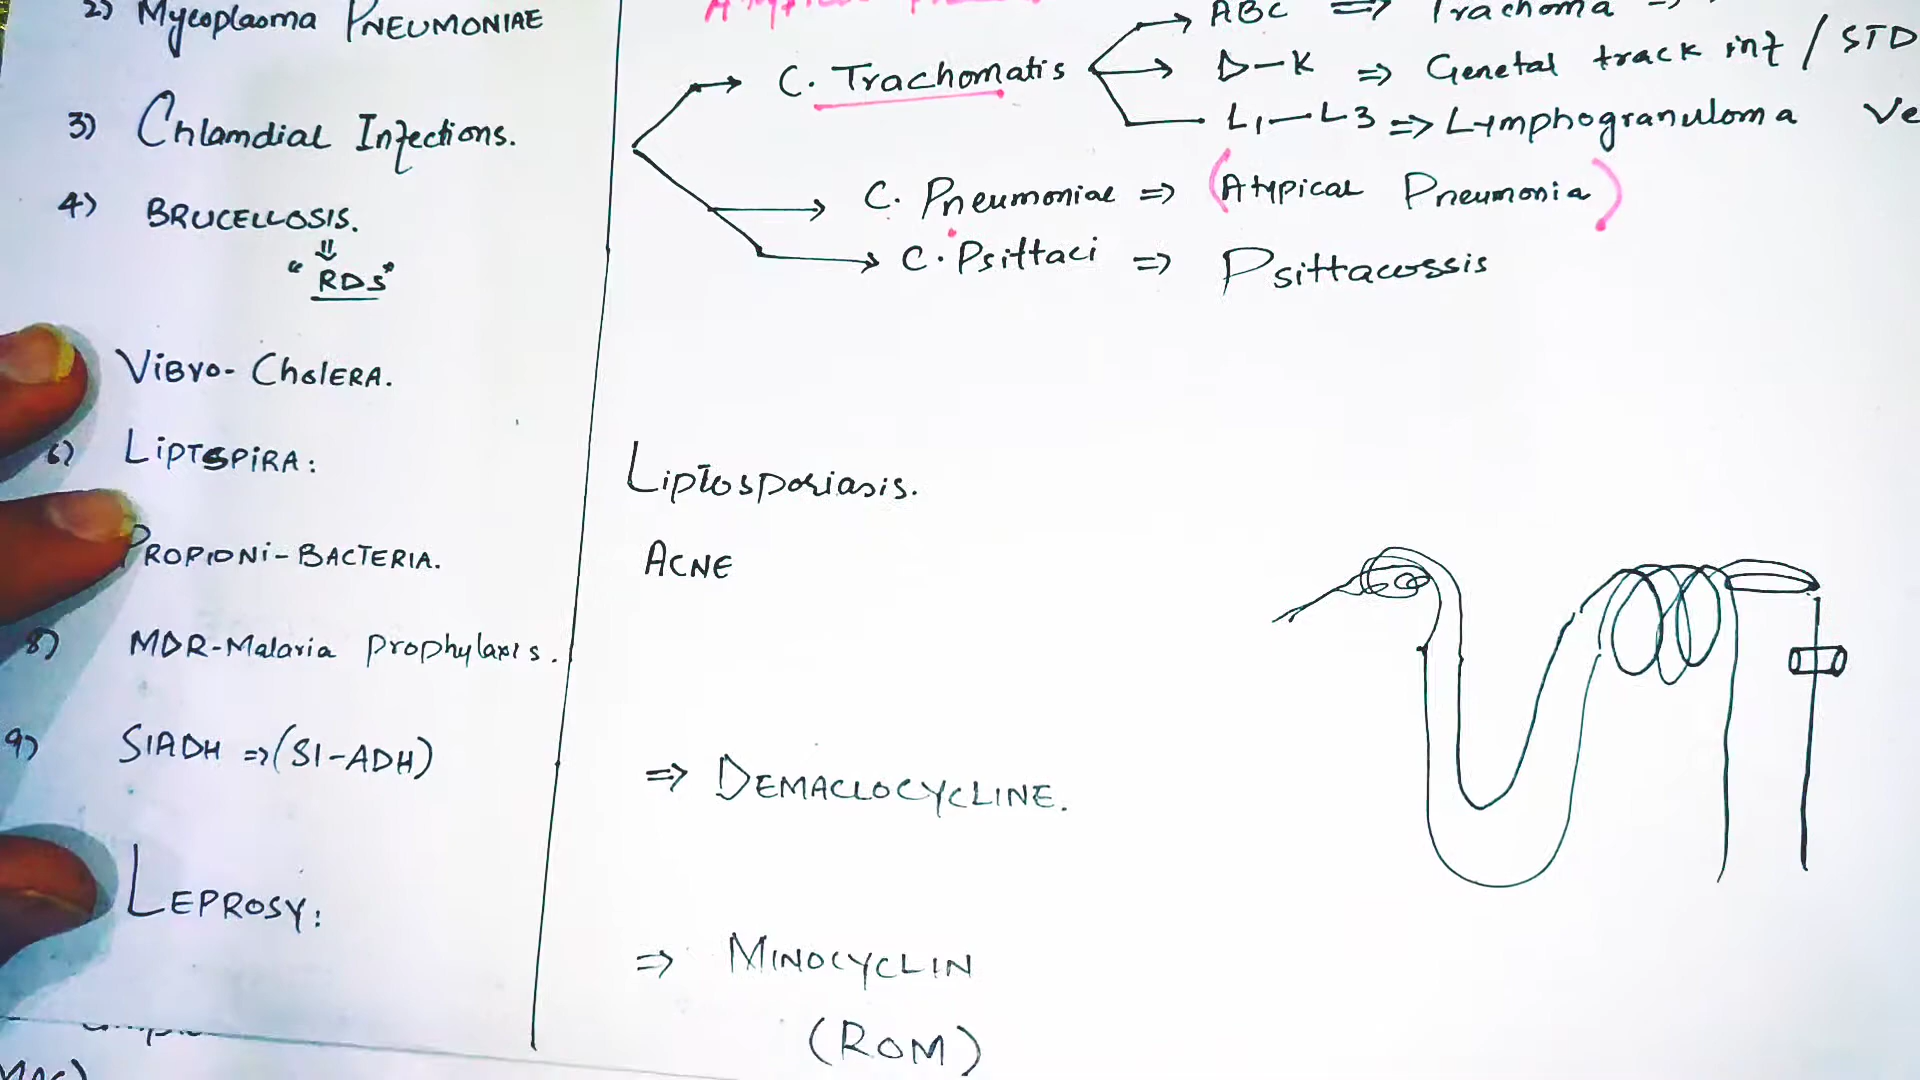 2) Mycoplasma PNEUMONIAE
3) Chlamdial Infections.
4) BRUCELLOSIS.
"RDS"
ViBYO- CHOLERA.
6) LiPTSPiRA:
PROPIONi-BACTERIA.
8) MDR-Malaria Prophylaxis.
9) SIADH => (SI-ADH)
LEPROSY:
ABC => Trachoma =>
C. Trachomatis
D-K => Genetal track inf / STD
L1-L3 => Lymphogranuloma Ve
C. Pneumoniae => (Atypical Pneumonia)
C. Psittaci => Psittacossis
Liptosporiasis.
ACNE
=> DEMACLOCYCLINE.
=> MINOCYCLIN
(ROM)